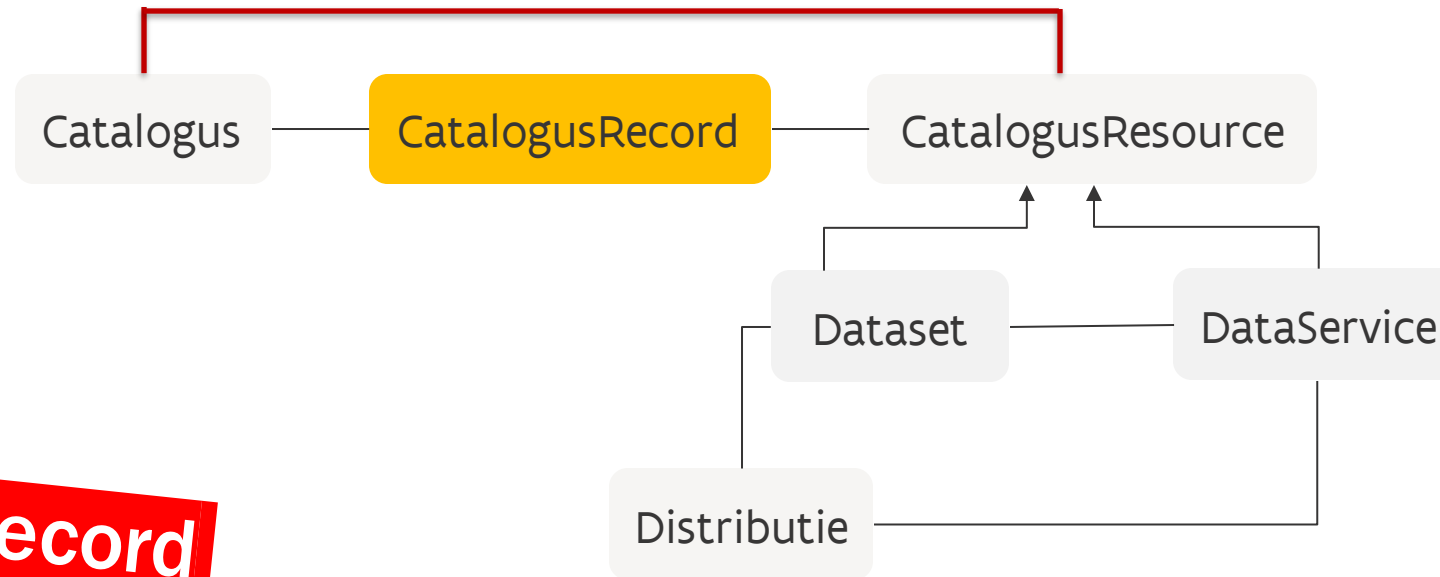 Catalogus
CatalogusRecord
CatalogusResource
Dataset
DataService
Distributie
ecord